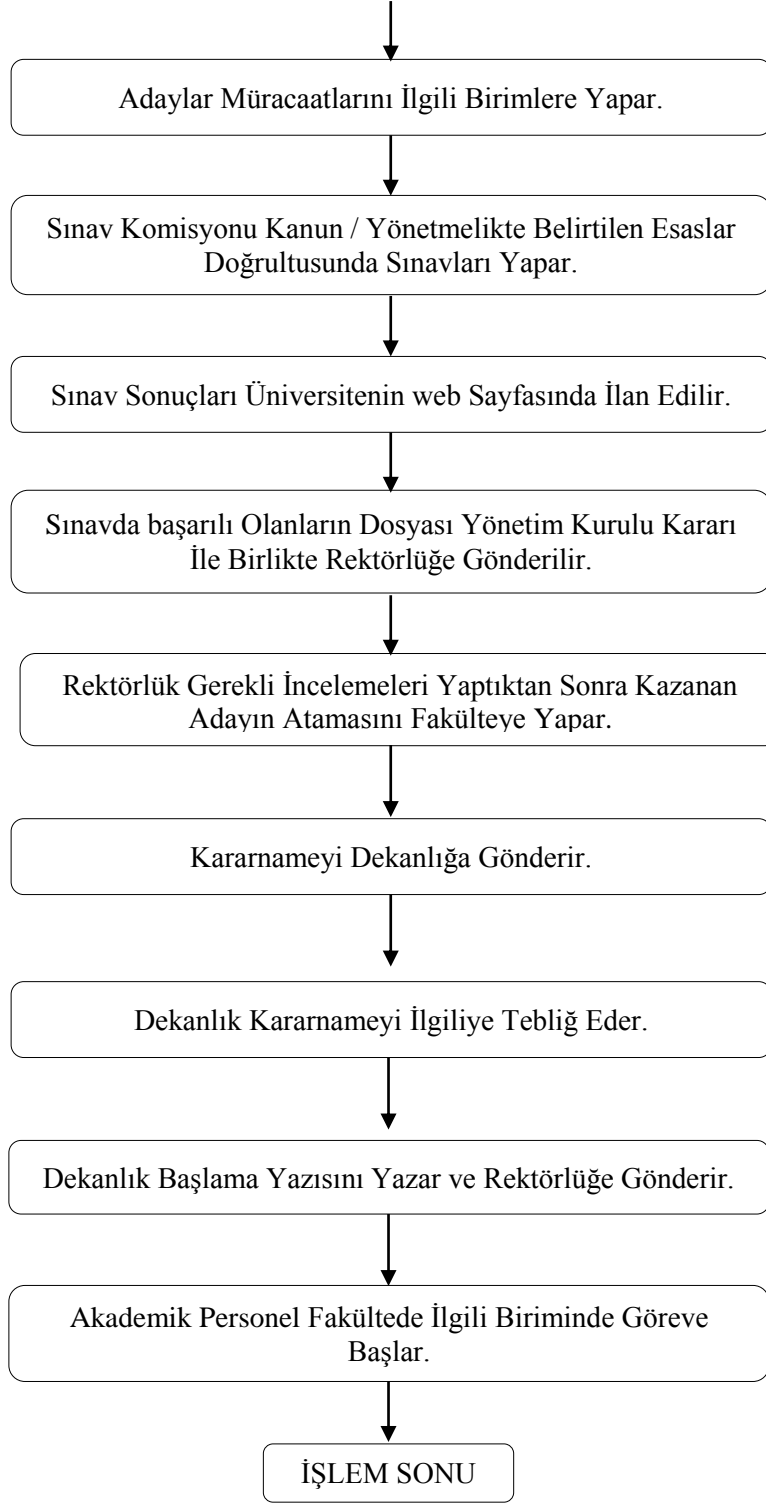 Adaylar Müracaatlarını İlgili Birimlere Yapar.
Sınav Komisyonu Kanun / Yönetmelikte Belirtilen Esaslar
Doğrultusunda Sınavları Yapar.
Sınav Sonuçları Üniversitenin web Sayfasında İlan Edilir.
Sınavda başarılı Olanların Dosyası Yönetim Kurulu Kararı
İle Birlikte Rektörlüğe Gönderilir.
Rektörlük Gerekli İncelemeleri Yaptıktan Sonra Kazanan
Adayın Atamasını Fakülteye Yapar.
Kararnameyi Dekanlığa Gönderir.
Dekanlık Kararnameyi İlgiliye Tebliğ Eder.
Dekanlık Başlama Yazısını Yazar ve Rektörlüğe Gönderir.
Akademik Personel Fakültede İlgili Biriminde Göreve
Başlar.
İŞLEM SONU